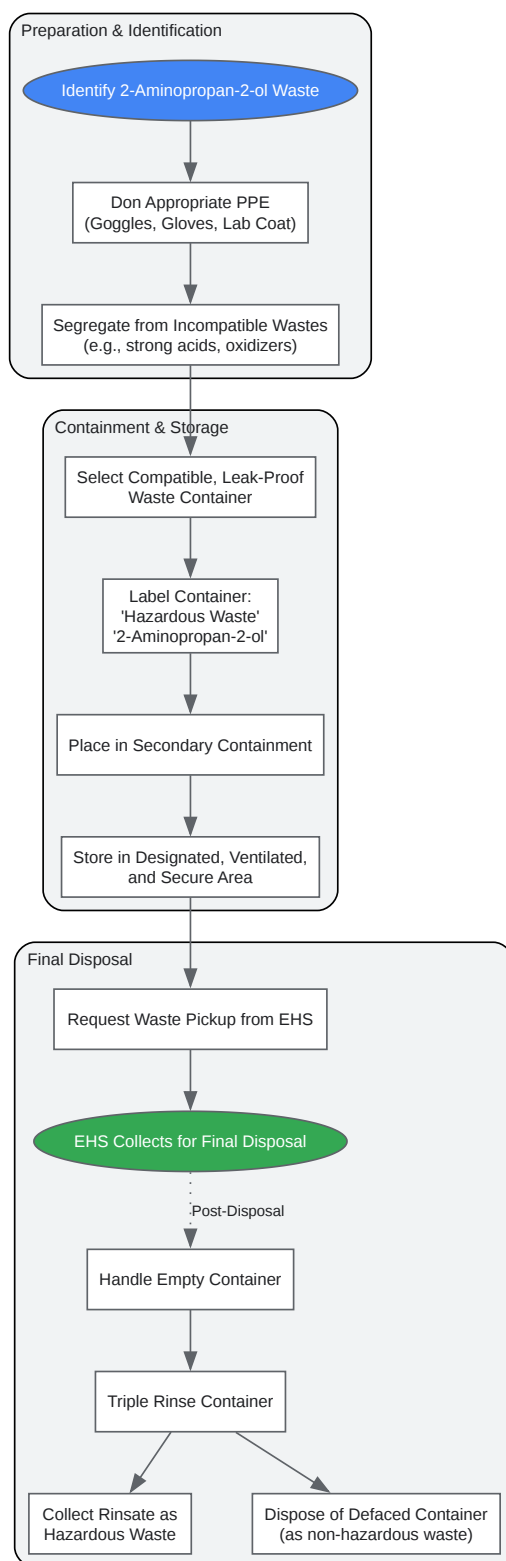 Preparation & Identification
Identify 2-Aminopropan-2-ol Waste
Don Appropriate PPE
(Goggles, Gloves, Lab Coat)
Segregate from Incompatible Wastes
(e.g., strong acids, oxidizers)
Containment & Storage
Select Compatible, Leak-Proof
Waste Container
Label Container:
'Hazardous Waste'
'2-Aminopropan-2-ol'
Place in Secondary Containment
Store in Designated, Ventilated,
and Secure Area
Final Disposal
Request Waste Pickup from EHS
EHS Collects for Final Disposal
Post-Disposal
Handle Empty Container
Triple Rinse Container
Collect Rinsate as
Hazardous Waste
Dispose of Defaced Container
(as non-hazardous waste)